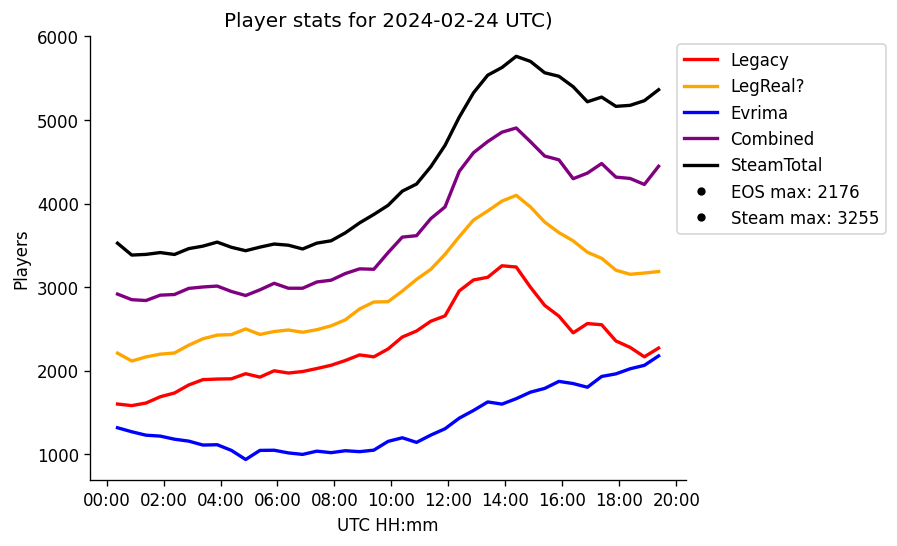 Player stats for 2024-02-24 UTC)
6000
5000
4000
3000
2000
1000
Players
00:00 02:00 04:00 06:00 08:00 10:00 12:00 14:00 16:00 18:00 20:00
UTC HH:mm
Legacy
LegReal?
Evrima
Combined
SteamTotal
EOS max: 2176
Steam max: 3255